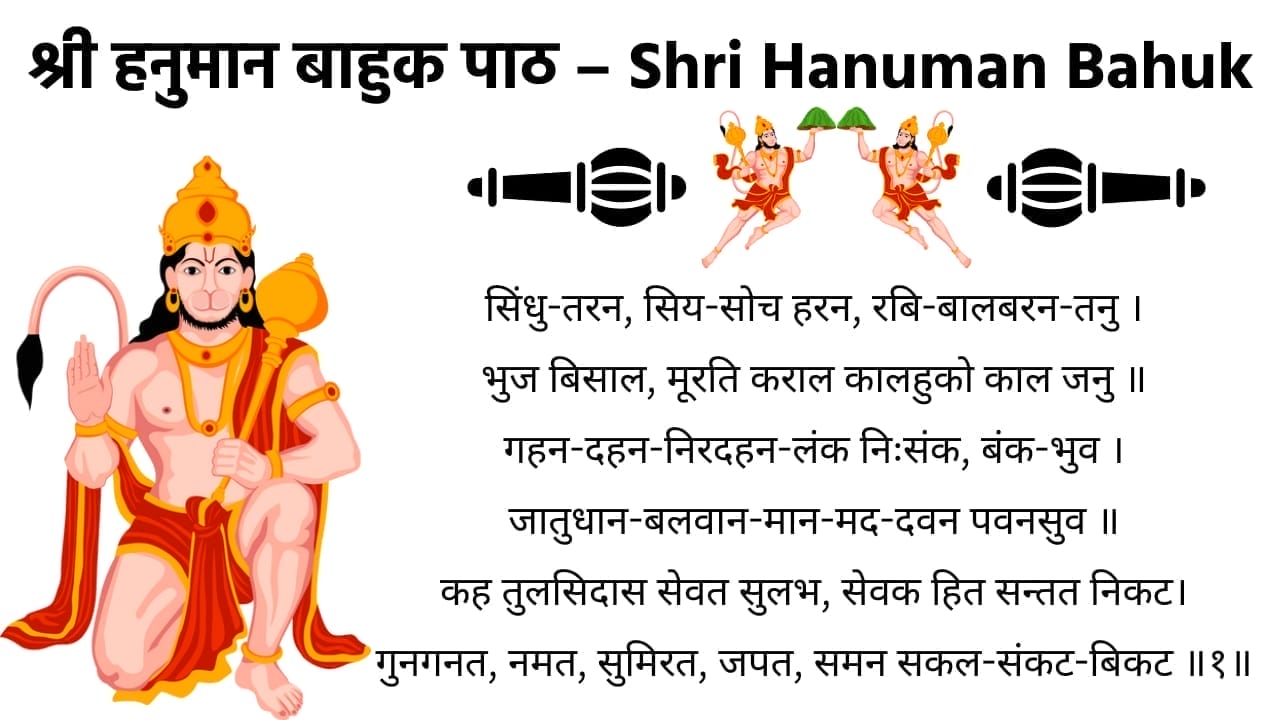 श्री हनुमान बाहुक पाठ – Shri Hanuman Bahuk
सिंधु-तरन, सिय-सोच हरन, रबि-बालबरन-तनु ।
भुज बिसाल, मूरति कराल कालहुको काल जनु ॥
गहन-दहन-निरदहन-लंक निःसंक, बंक-भुव ।
जातुधान-बलवान-मान-मद-दवन पवनसुव ॥
कह तुलसिदास सेवत सुलभ, सेवक हित सन्तत निकट।
गुनगनत, नमत, सुमिरत, जपत, समन सकल-संकट-बिकट ॥१॥